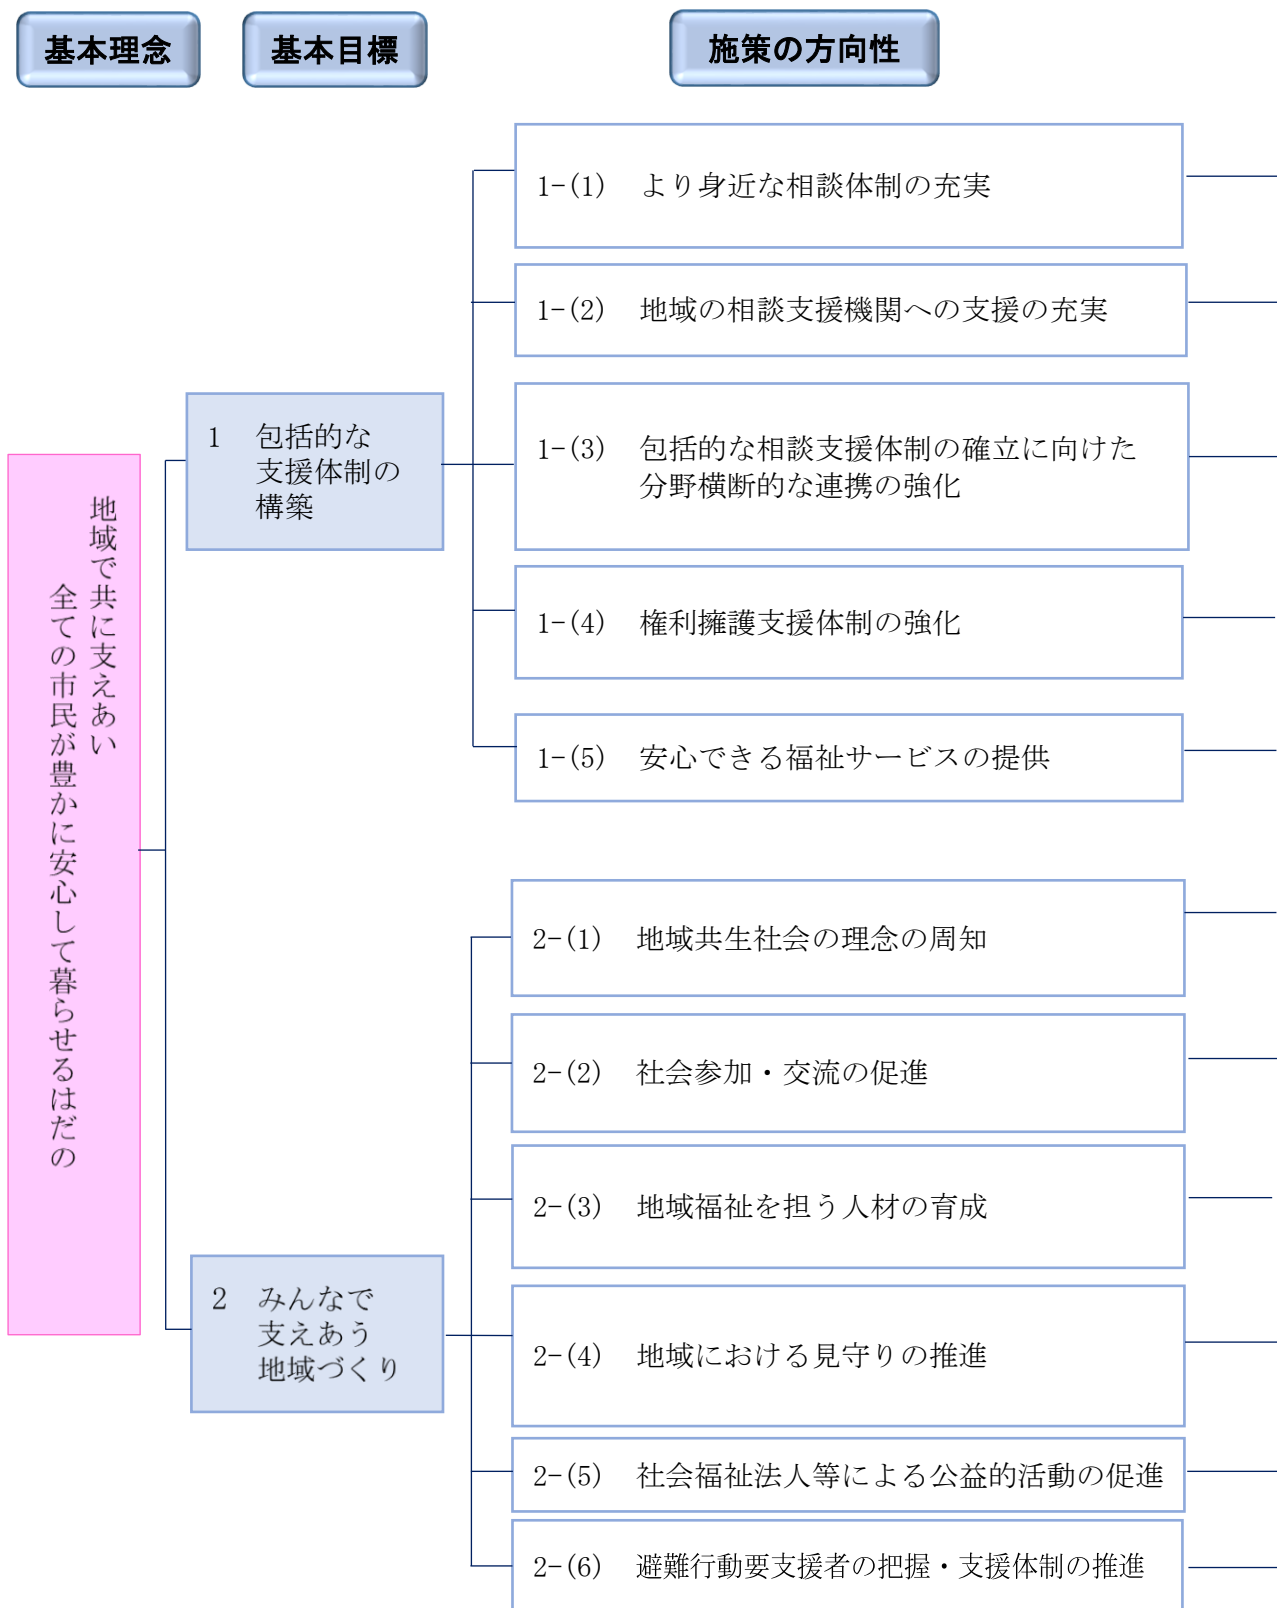 基本理念
基本目標
施策の方向性
地域で共に支えあい
全ての市民が豊かに安心して暮らせるはだの
1 包括的な
支援体制の
構築
1-(1) より身近な相談体制の充実
1-(2) 地域の相談支援機関への支援の充実
1-(3) 包括的な相談支援体制の確立に向けた
分野横断的な連携の強化
1-(4) 権利擁護支援体制の強化
1-(5) 安心できる福祉サービスの提供
2 みんなで
支えあう
地域づくり
2-(1) 地域共生社会の理念の周知
2-(2) 社会参加・交流の促進
2-(3) 地域福祉を担う人材の育成
2-(4) 地域における見守りの推進
2-(5) 社会福祉法人等による公益的活動の促進
2-(6) 避難行動要支援者の把握・支援体制の推進